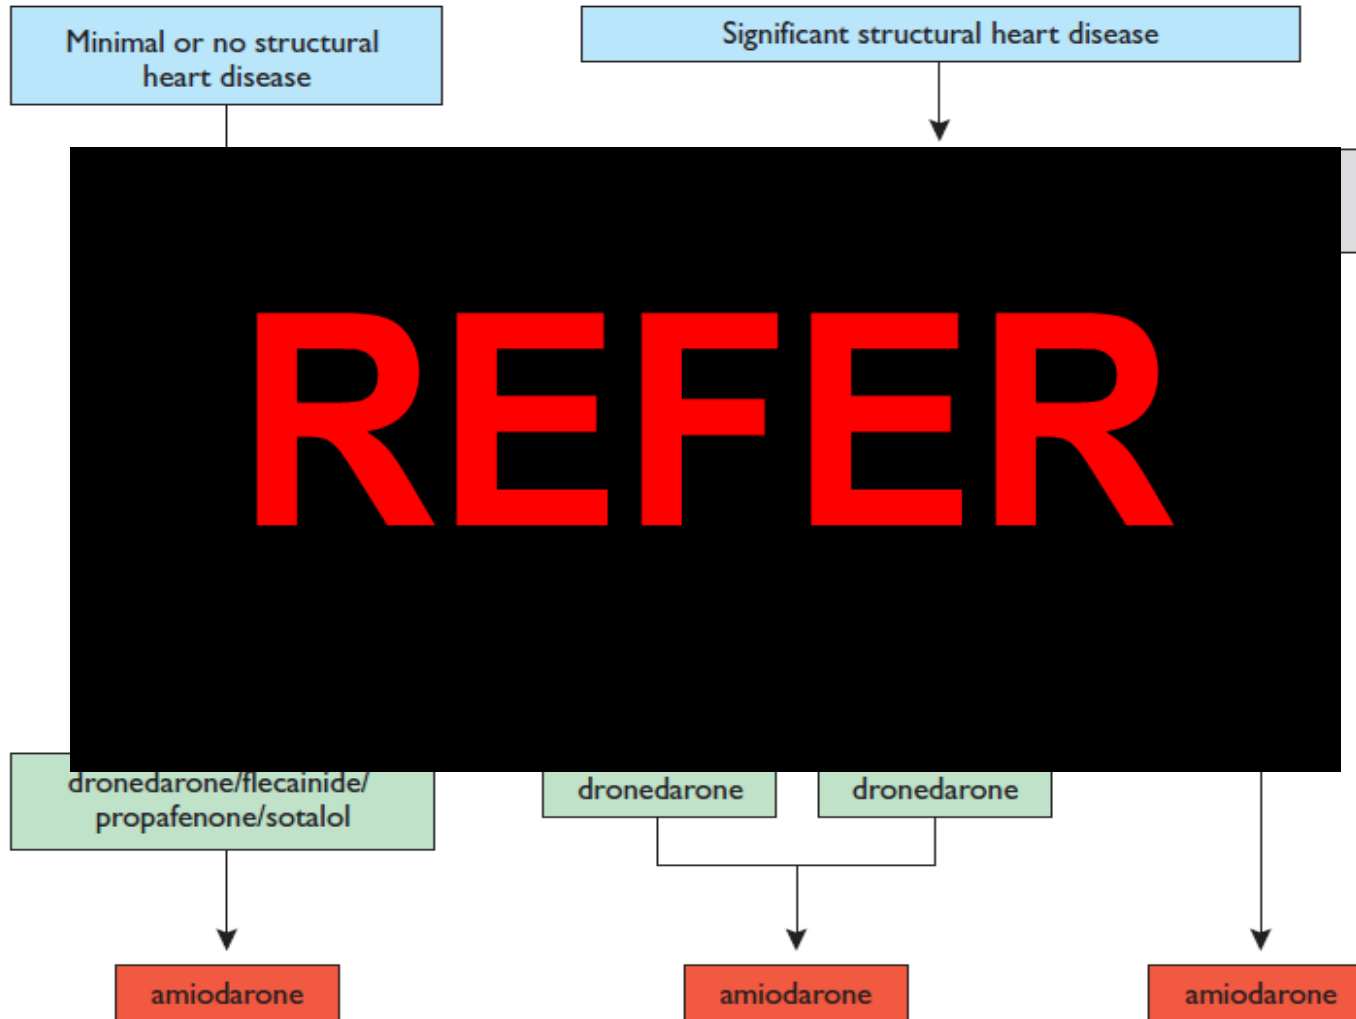 Minimal or no structural
heart disease
Significant structural heart disease
REFER
dronedarone/flecainide/
propafenone/sotalol
dronedarone
dronedarone
amiodarone
amiodarone
amiodarone